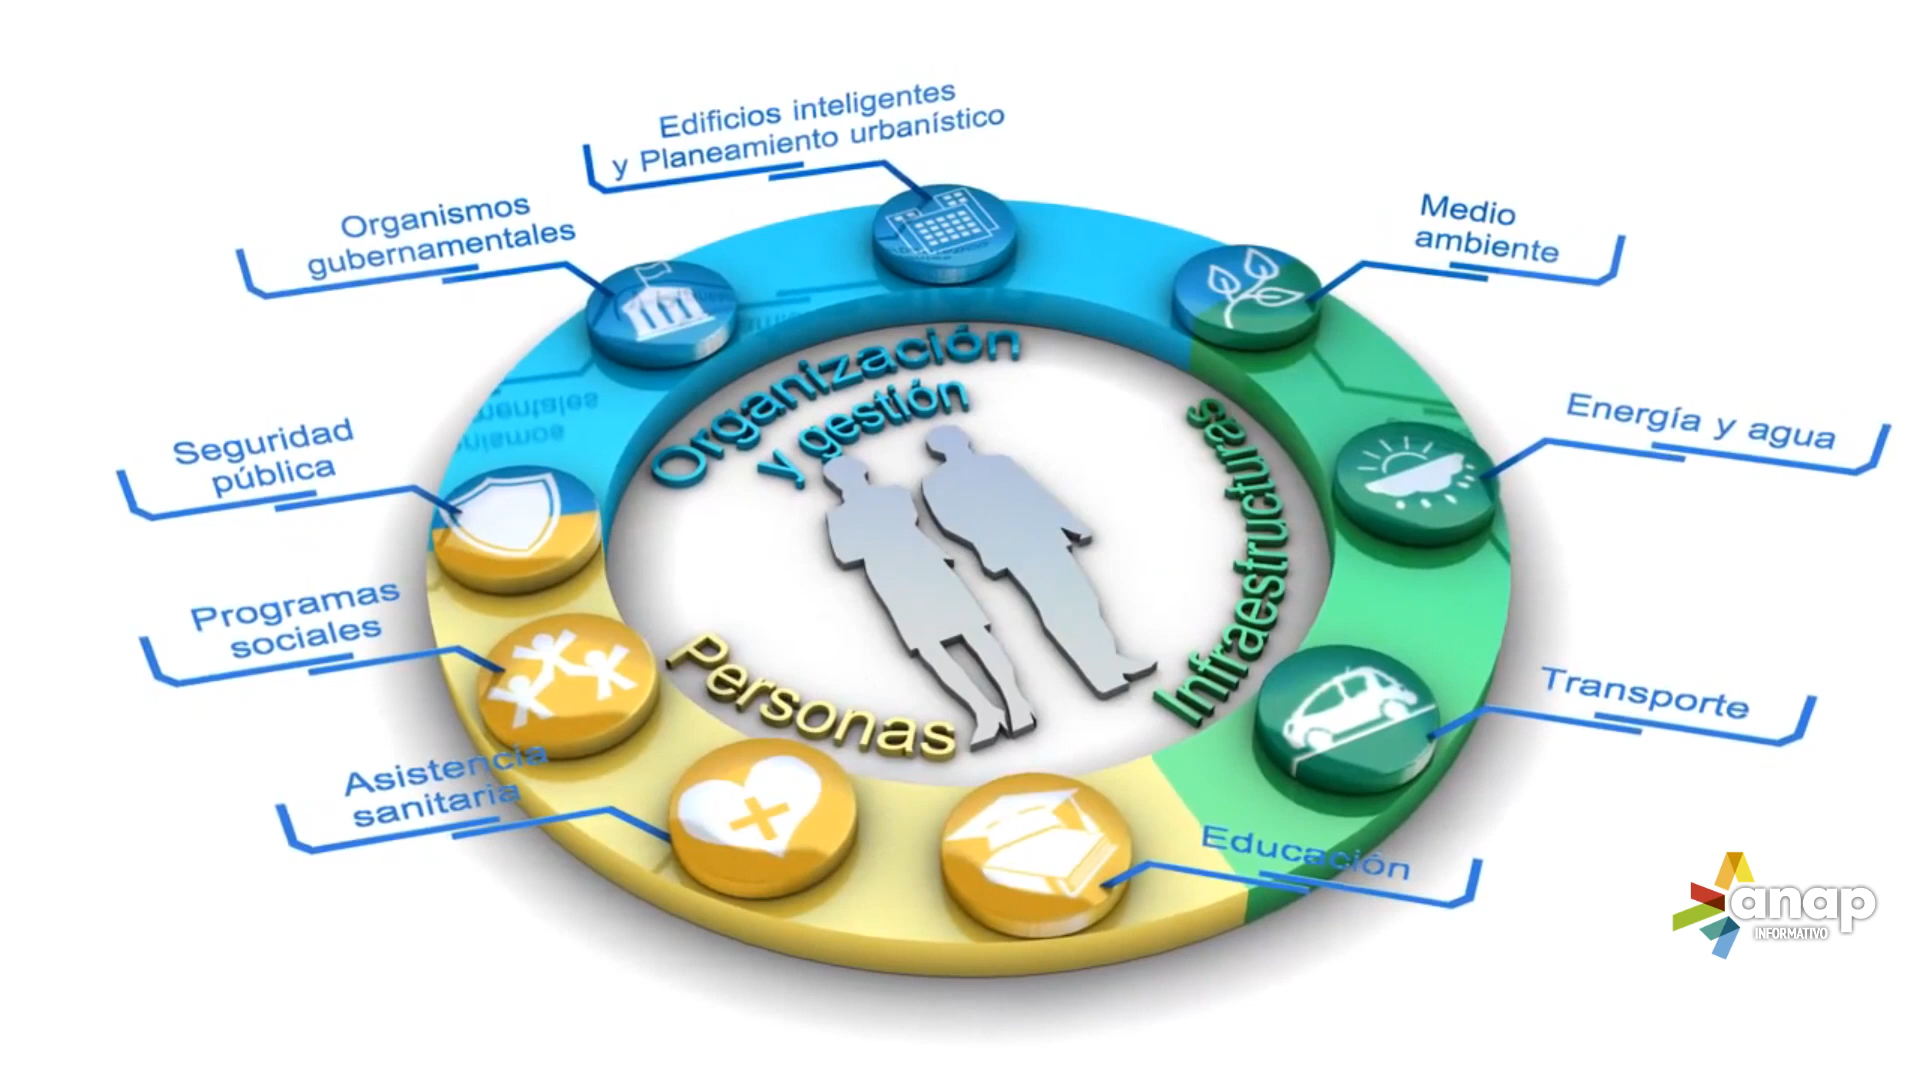 Edificios inteligentes
y Planeamiento urbanístico
Organismos
gubernamentales
Medio
ambiente
Energía y agua
Seguridad
pública
Organización
y gestión
Infraestructuras
Programas
sociales
Personas
Transporte
Asistencia
sanitaria
Educación
anap
INFORMATIVO